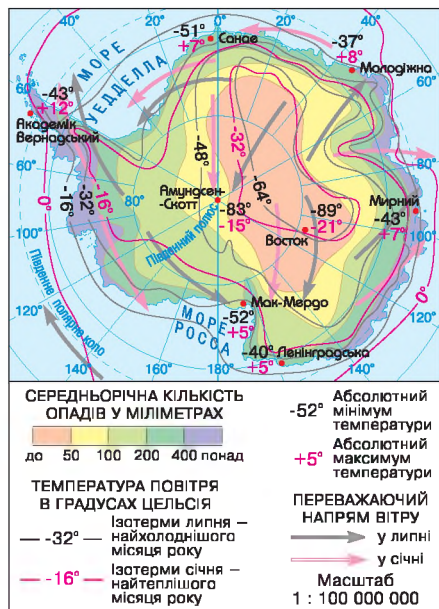 0°
20°
40°
-51°
+7°
Санае
-37°
+8°
Молодіжна
60°
МОРЕ
УЕДДЕЛЛА
-43°
+12°
Академік
Вернадський
60°
80°
-48°
-32°
-64°
80°
Мирний
-43°
+7°
-16°
-32°
-16°
0°
80°
Амундсен-
-Скотт
-83°
-15°
-89°
-21°
Восток
100°
100°
Південний полюс
Південне полярне коло
120°
Мак-Мердо
-52°
+5°
МОРЕ
РОССА
-40°
+5°
Ленінградська
0°
120°
140°
160°
180°
160°
140°
СЕРЕДНЬОРІЧНА КІЛЬКІСТЬ
ОПАДІВ У МІЛІМЕТРАХ
до 50 100 200 400 понад
ТЕМПЕРАТУРА ПОВІТРЯ
В ГРАДУСАХ ЦЕЛЬСІЯ
-32° Ізотерми липня –
найхолоднішого
місяця року
-16° Ізотерми січня –
найтеплішого
місяця року
-52° Абсолютний
мінімум
температури
+5° Абсолютний
максимум
температури
ПЕРЕВАЖАЮЧИЙ
НАПРЯМ ВІТРУ
у липні
у січні
Масштаб
1 : 100 000 000